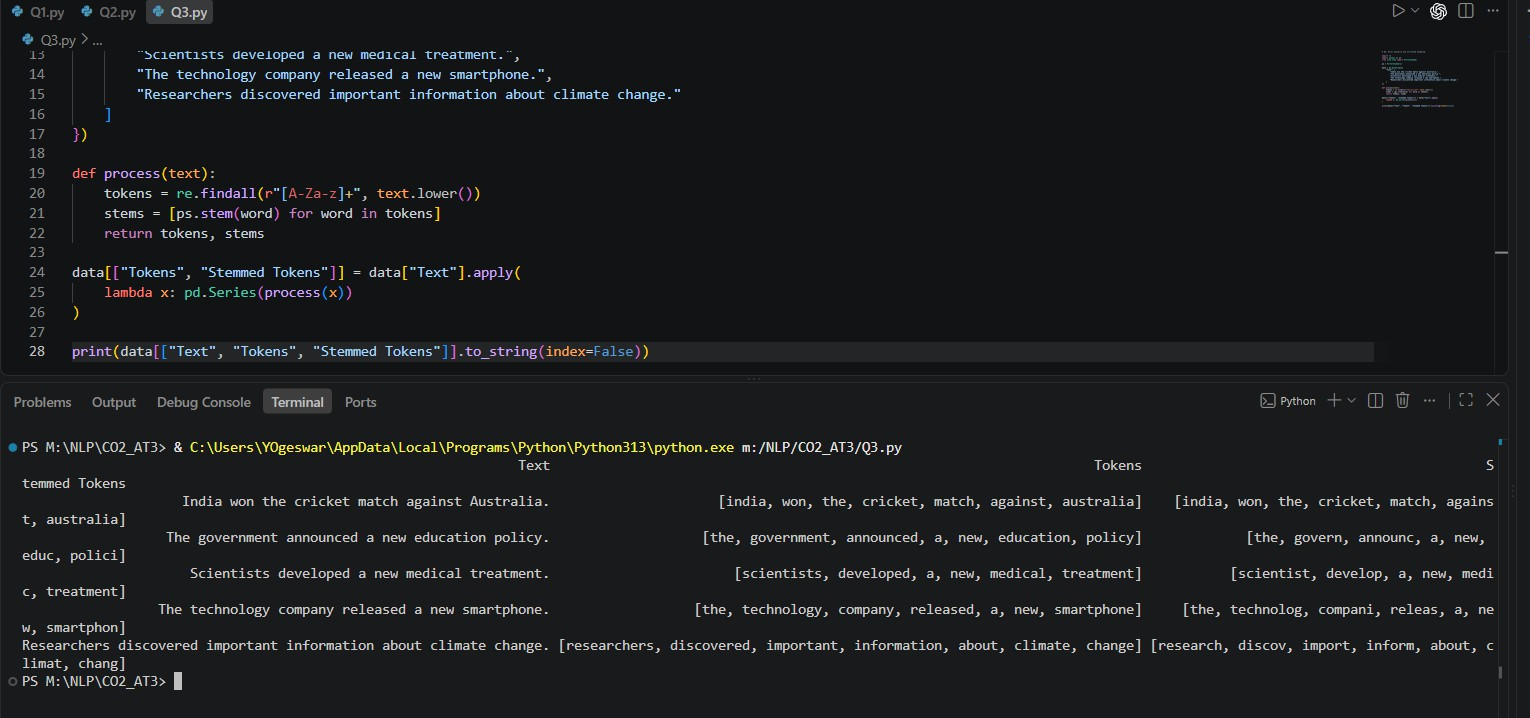 Q1.py Q2.py Q3.py
Q3.py > ...
13 "Scientists developed a new medical treatment.",
14 "The technology company released a new smartphone.",
15 "Researchers discovered important information about climate change."
16 ]
17 })
18
19 def process(text):
20 tokens = re.findall(r"[A-Za-z]+", text.lower())
21 stems = [ps.stem(word) for word in tokens]
22 return tokens, stems
23
24 data[["Tokens", "Stemmed Tokens"]] = data["Text"].apply(
25 lambda x: pd.Series(process(x))
26 )
27
28 print(data[["Text", "Tokens", "Stemmed Tokens"]].to_string(index=False))
Problems Output Debug Console Terminal Ports Python
PS M:\NLP\CO2_AT3> & C:\Users\YOgeswar\AppData\Local\Programs\Python\Python313\python.exe m:/NLP/CO2_AT3/Q3.py
Text Tokens S
temmed Tokens
India won the cricket match against Australia. [india, won, the, cricket, match, against, australia] [india, won, the, cricket, match, agains
t, australia]
The government announced a new education policy. [the, government, announced, a, new, education, policy] [the, govern, announc, a, new,
educ, polici]
Scientists developed a new medical treatment. [scientists, developed, a, new, medical, treatment] [scientist, develop, a, new, medi
c, treatment]
The technology company released a new smartphone. [the, technology, company, released, a, new, smartphone] [the, technolog, compani, releas, a, ne
w, smartphon]
Researchers discovered important information about climate change. [researchers, discovered, important, information, about, climate, change] [research, discov, import, inform, about, c
limat, chang]
PS M:\NLP\CO2_AT3>